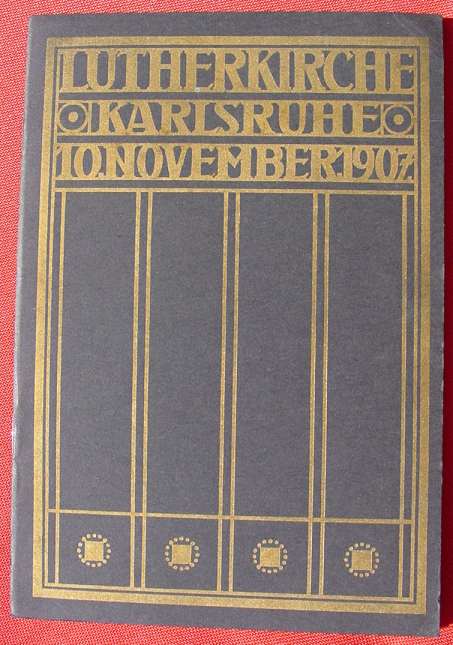 LUTHERKIRCHE
KARLSRUHE
10. NOVEMBER. 1907.